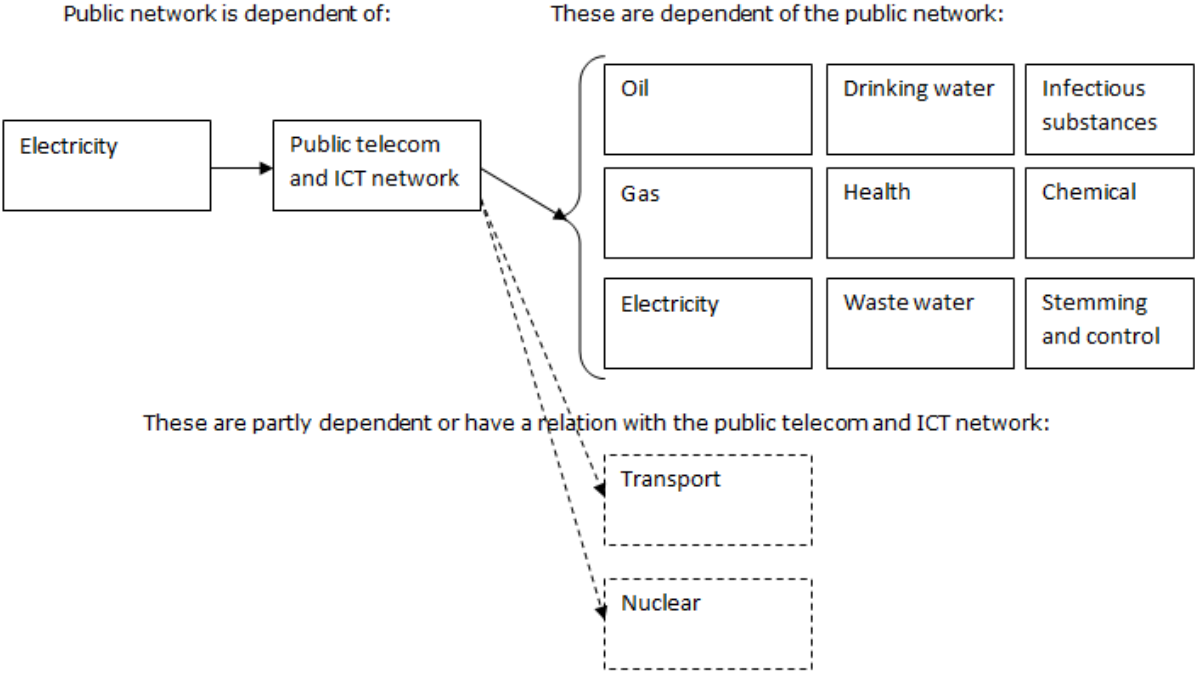 Public network is dependent of:
These are dependent of the public network:
Electricity
Public telecom
and ICT network
Oil
Drinking water
Infectious
substances
Gas
Health
Chemical
Electricity
Waste water
Stemming
and control
These are partly dependent or have a relation with the public telecom and ICT network:
Transport
Nuclear